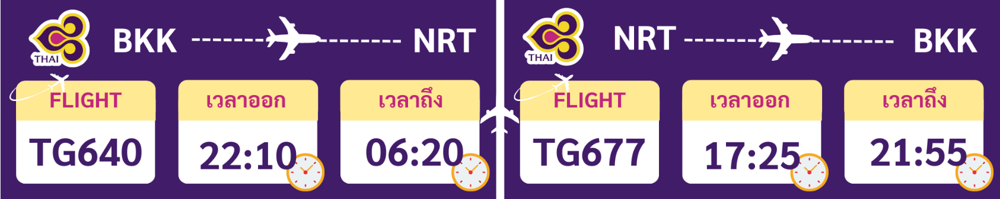 THAI
BKK NRT
FLIGHT เวลาออก เวลาถึง
TG640 22:10 06:20
THAI
NRT BKK
FLIGHT เวลาออก เวลาถึง
TG677 17:25 21:55